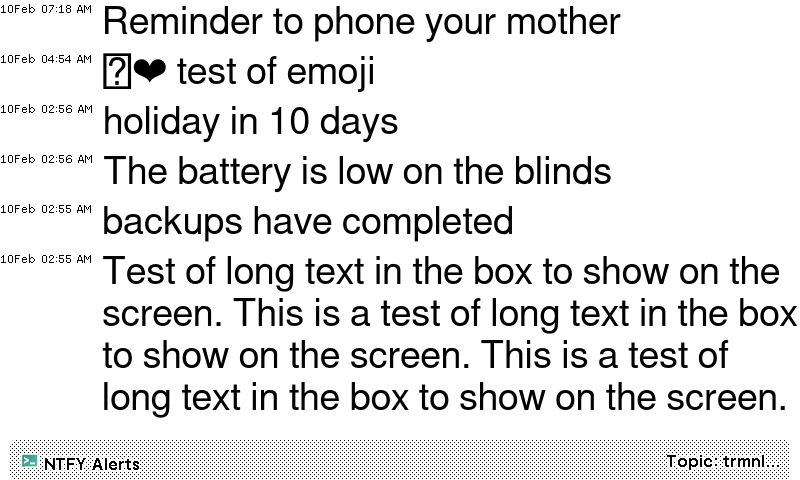 10Feb 07:18 AM Reminder to phone your mother
10Feb 04:54 AM ❤ test of emoji
10Feb 02:56 AM holiday in 10 days
10Feb 02:56 AM The battery is low on the blinds
10Feb 02:55 AM backups have completed
10Feb 02:55 AM Test of long text in the box to show on the
screen. This is a test of long text in the box
to show on the screen. This is a test of
long text in the box to show on the screen.
NTFY Alerts Topic: trmnl...